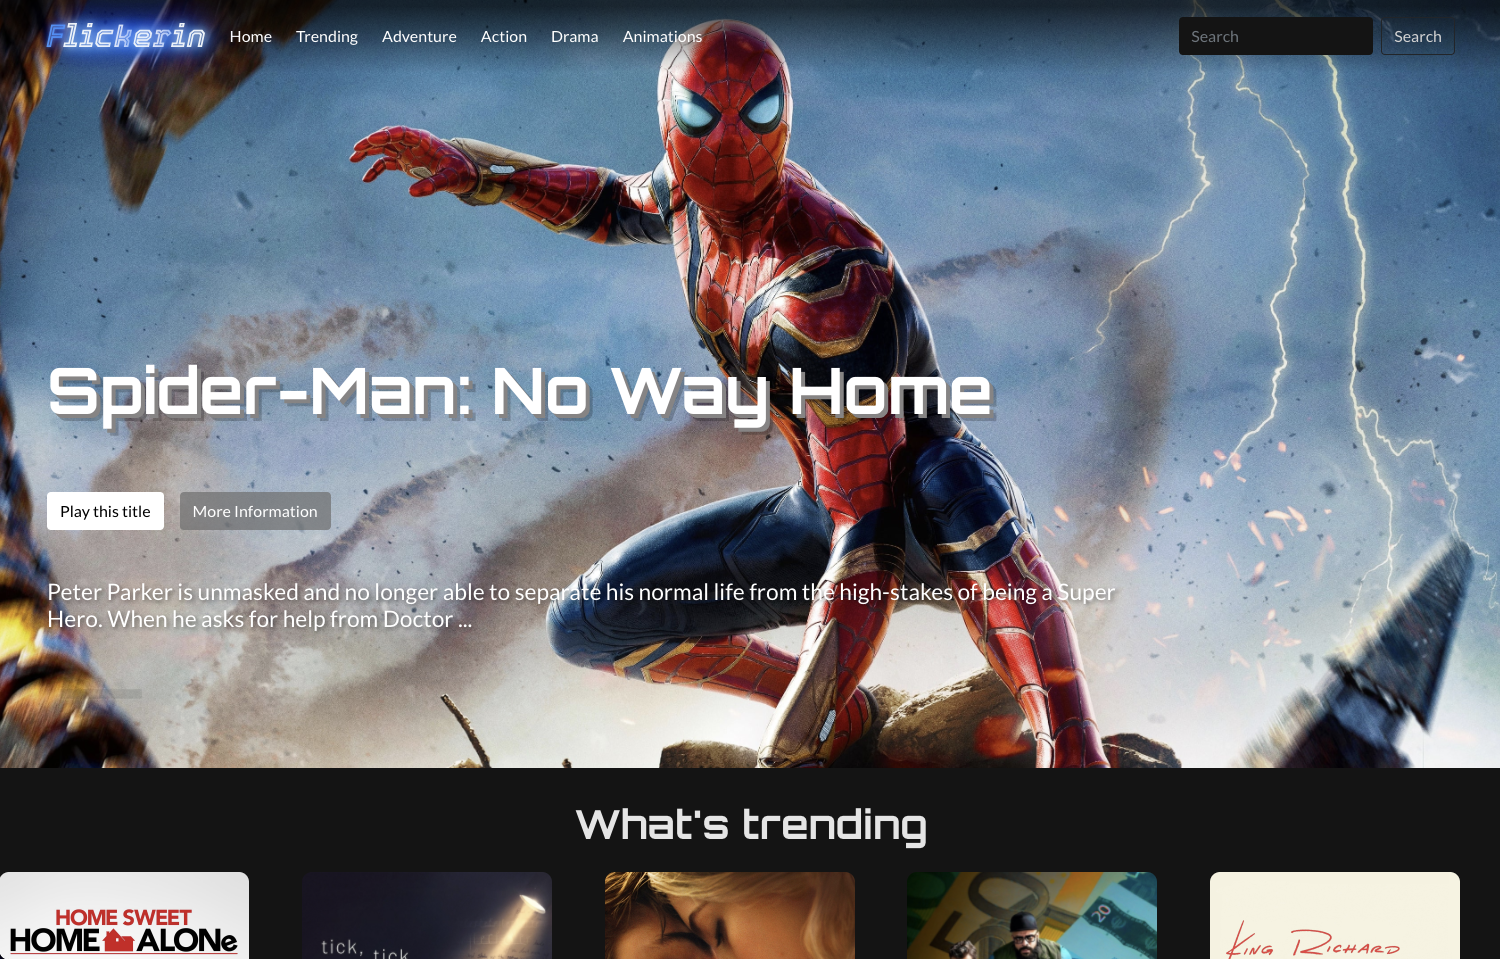 Flickerin Home Trending Adventure Action Drama Animations Search Search
Spider-Man: No Way Home
Play this title More Information
Peter Parker is unmasked and no longer able to separate his normal life from the high-stakes of being a Super
Hero. When he asks for help from Doctor ...
What's trending
HOME SWEET
HOME ALONe
tick, tick
50
20
KING RICHARD